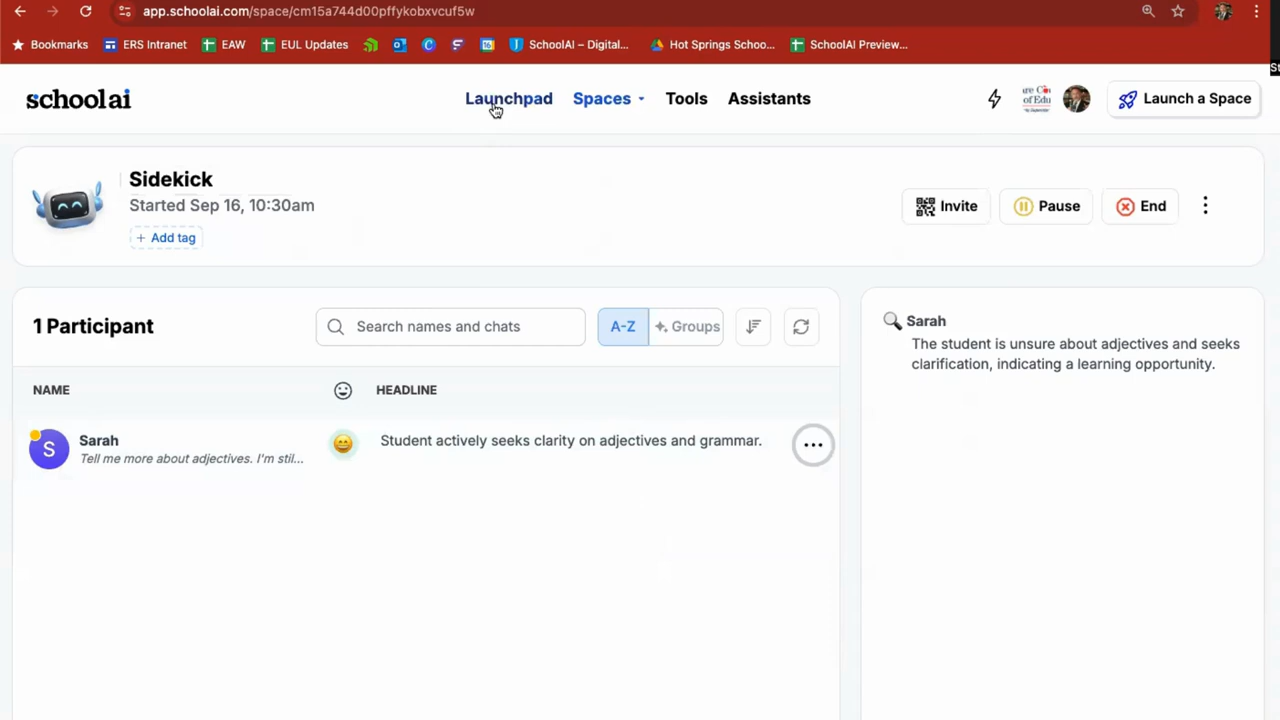 app.schoolai.com/space/cm15a744d00pffykobxvcuf5w
Bookmarks ERS Intranet EAW EUL Updates SchoolAI – Digital... Hot Springs Schoo... SchoolAI Preview...
schoolai Launchpad Spaces Tools Assistants Launch a Space
Sidekick
Started Sep 16, 10:30am
+ Add tag
Invite Pause End
1 Participant Search names and chats A-Z Groups
NAME HEADLINE
S Sarah Student actively seeks clarity on adjectives and grammar.
Tell me more about adjectives. I'm stil...
Sarah
The student is unsure about adjectives and seeks
clarification, indicating a learning opportunity.